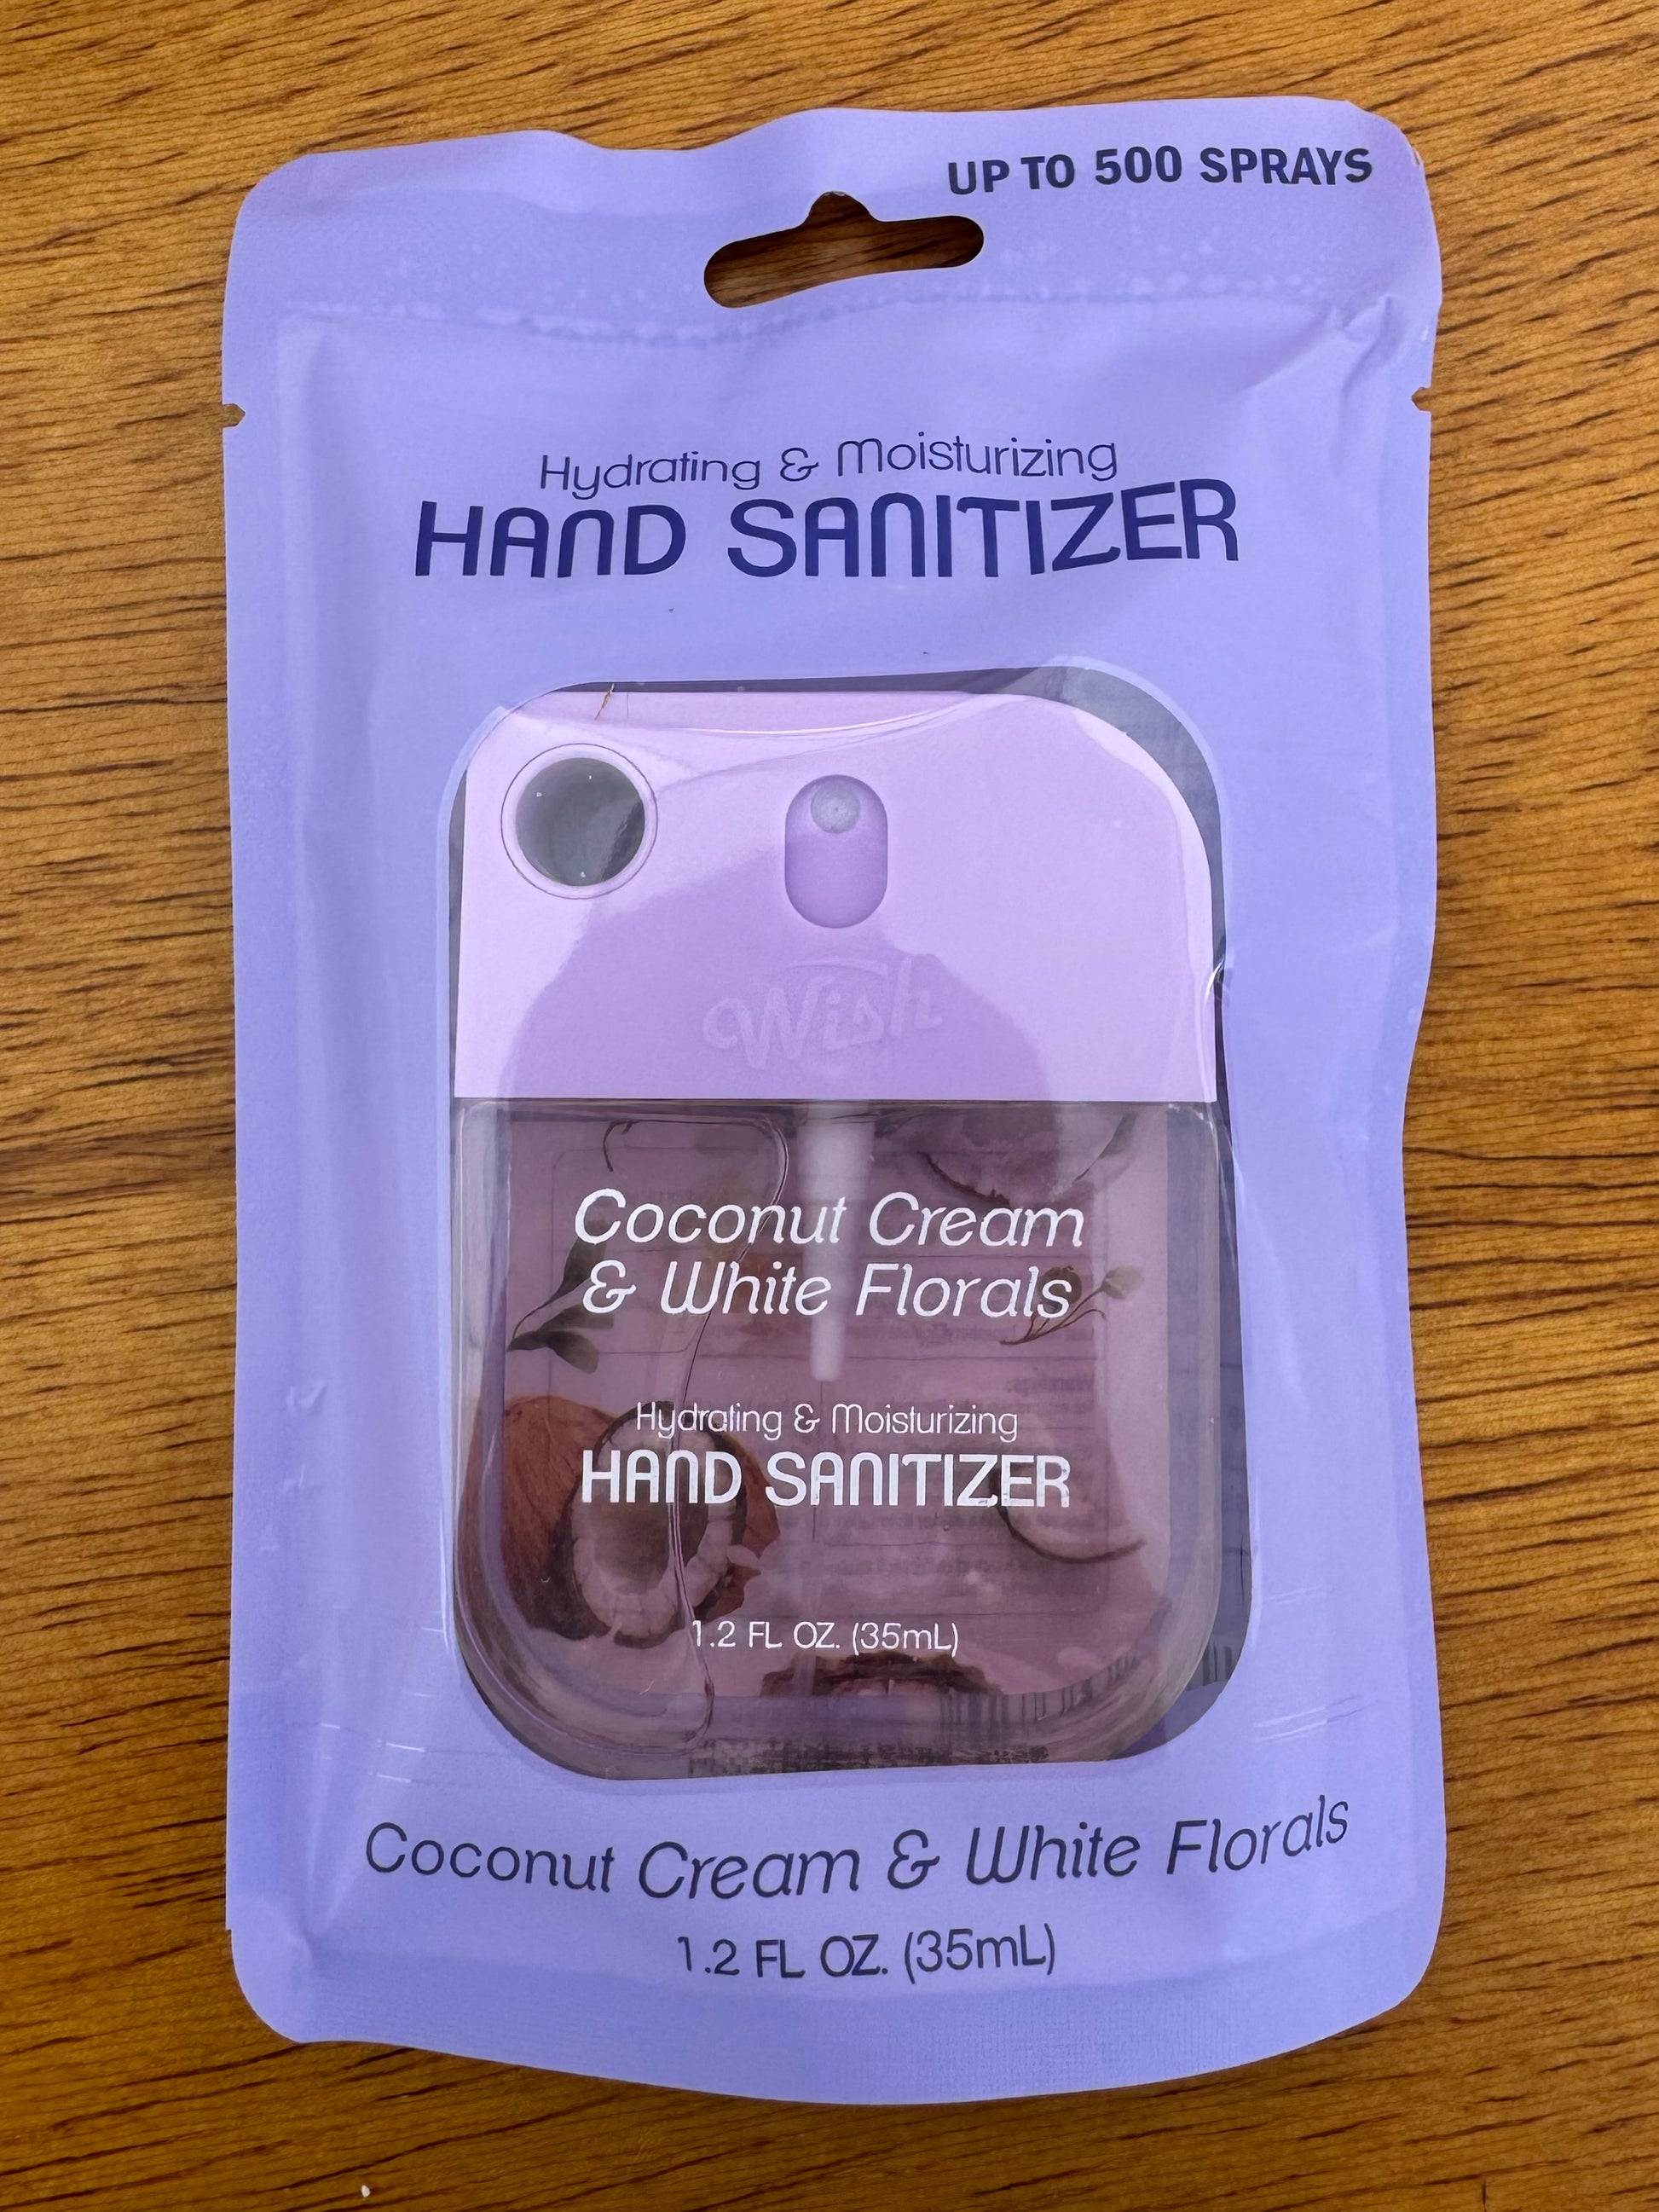 UP TO 500 SPRAYS
Hydrating & Moisturizing
HAND SANITIZER
Wish
Coconut Cream
& White Florals
Hydrating & Moisturizing
HAND SANITIZER
1.2 FL OZ. (35mL)
Coconut Cream & White Florals
1.2 FL OZ. (35mL)